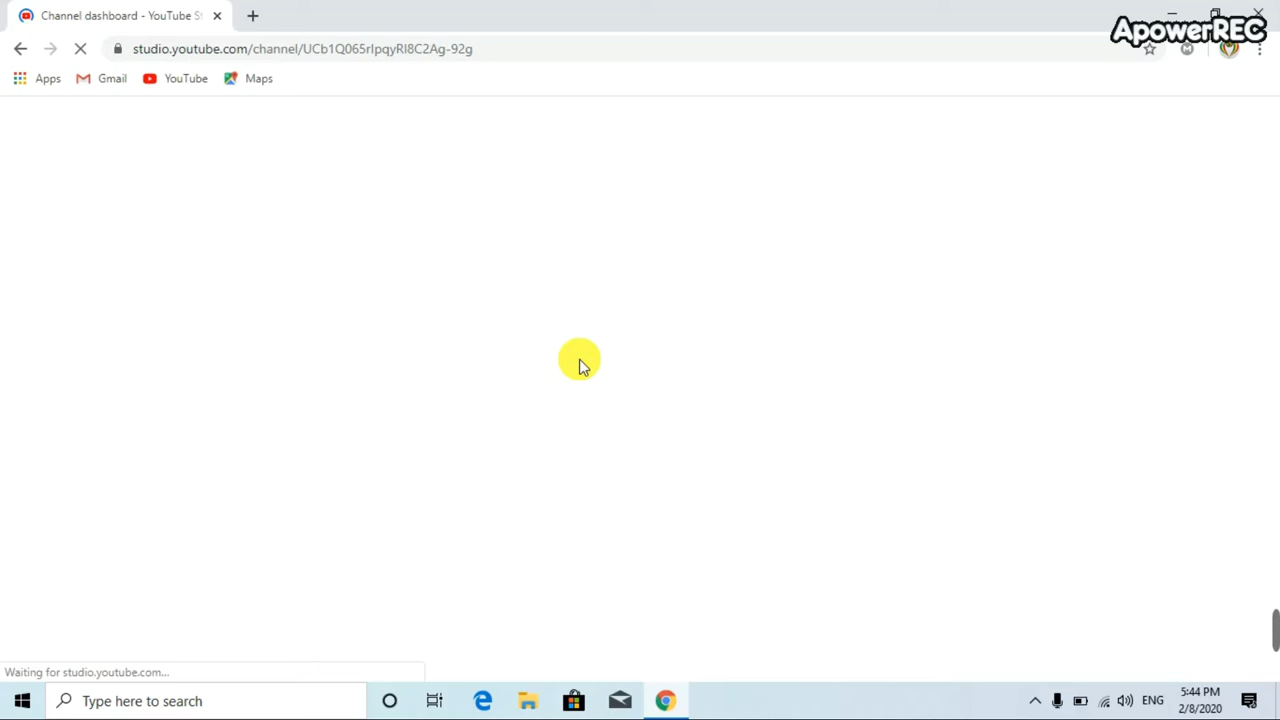 Channel dashboard - YouTube St
ApowerREC
studio.youtube.com/channel/UCb1Q065rIpqyRI8C2Ag-92g
Apps
Gmail
YouTube
Maps
Waiting for studio.youtube.com...
Type here to search
ENG
5:44 PM
2/8/2020